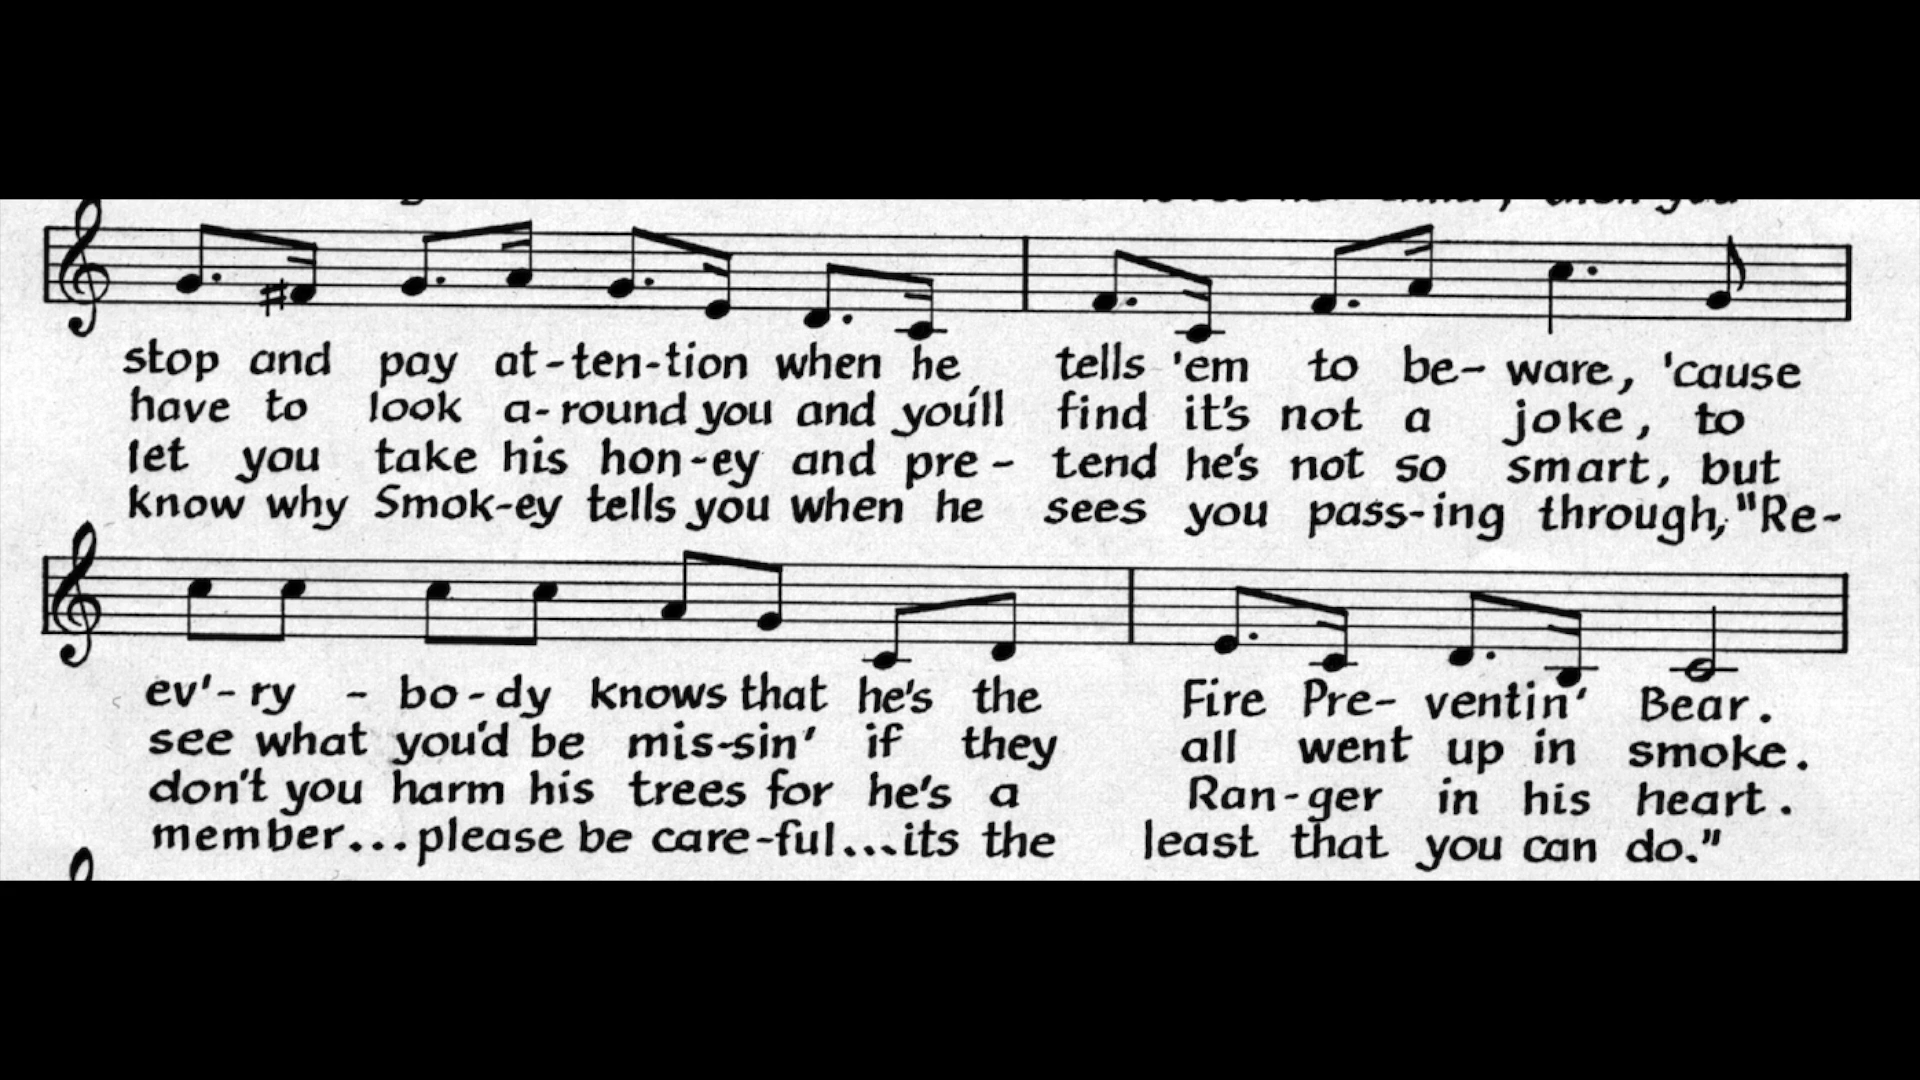 stop and pay at-ten-tion when he tells 'em to be-ware, 'cause
have to look a-round you and you'll find it's not a joke, to
let you take his hon-ey and pre- tend he's not so smart, but
know why Smok-ey tells you when he sees you pass-ing through, "Re-
ev'-ry - bo-dy knows that he's the Fire Pre-ventin' Bear.
see what you'd be mis-sin' if they all went up in smoke.
don't you harm his trees for he's a Ran-ger in his heart.
member...please be care-ful...its the least that you can do."